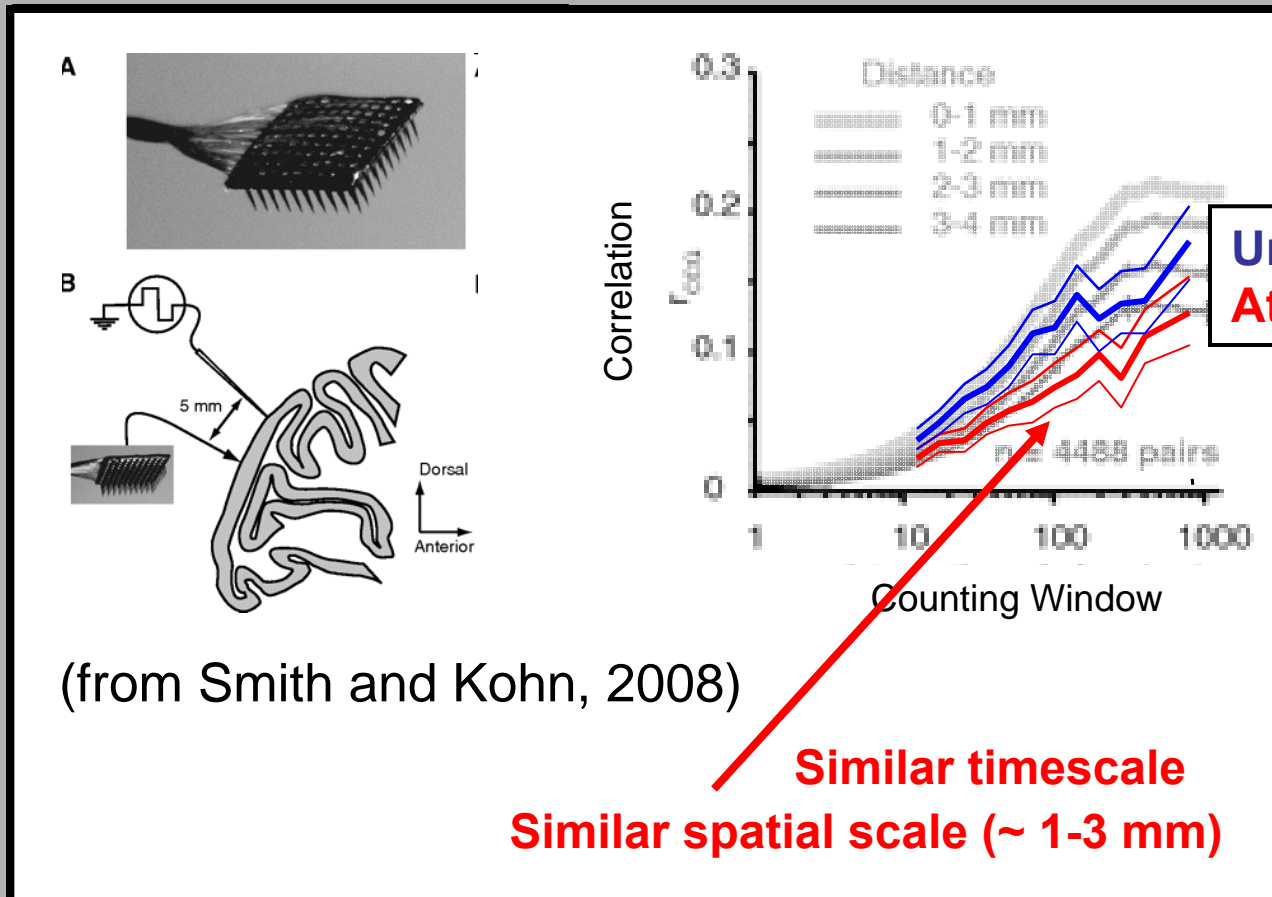 A
B
5 mm
Dorsal
Anterior
0.3
0.2
0.1
0
Correlation
Distance
0-1 mm
1-2 mm
2-3 mm
3-4 mm
n = 4488 pairs
1
10
100
1000
Counting Window
(from Smith and Kohn, 2008)
Similar timescale
Similar spatial scale (~ 1-3 mm)